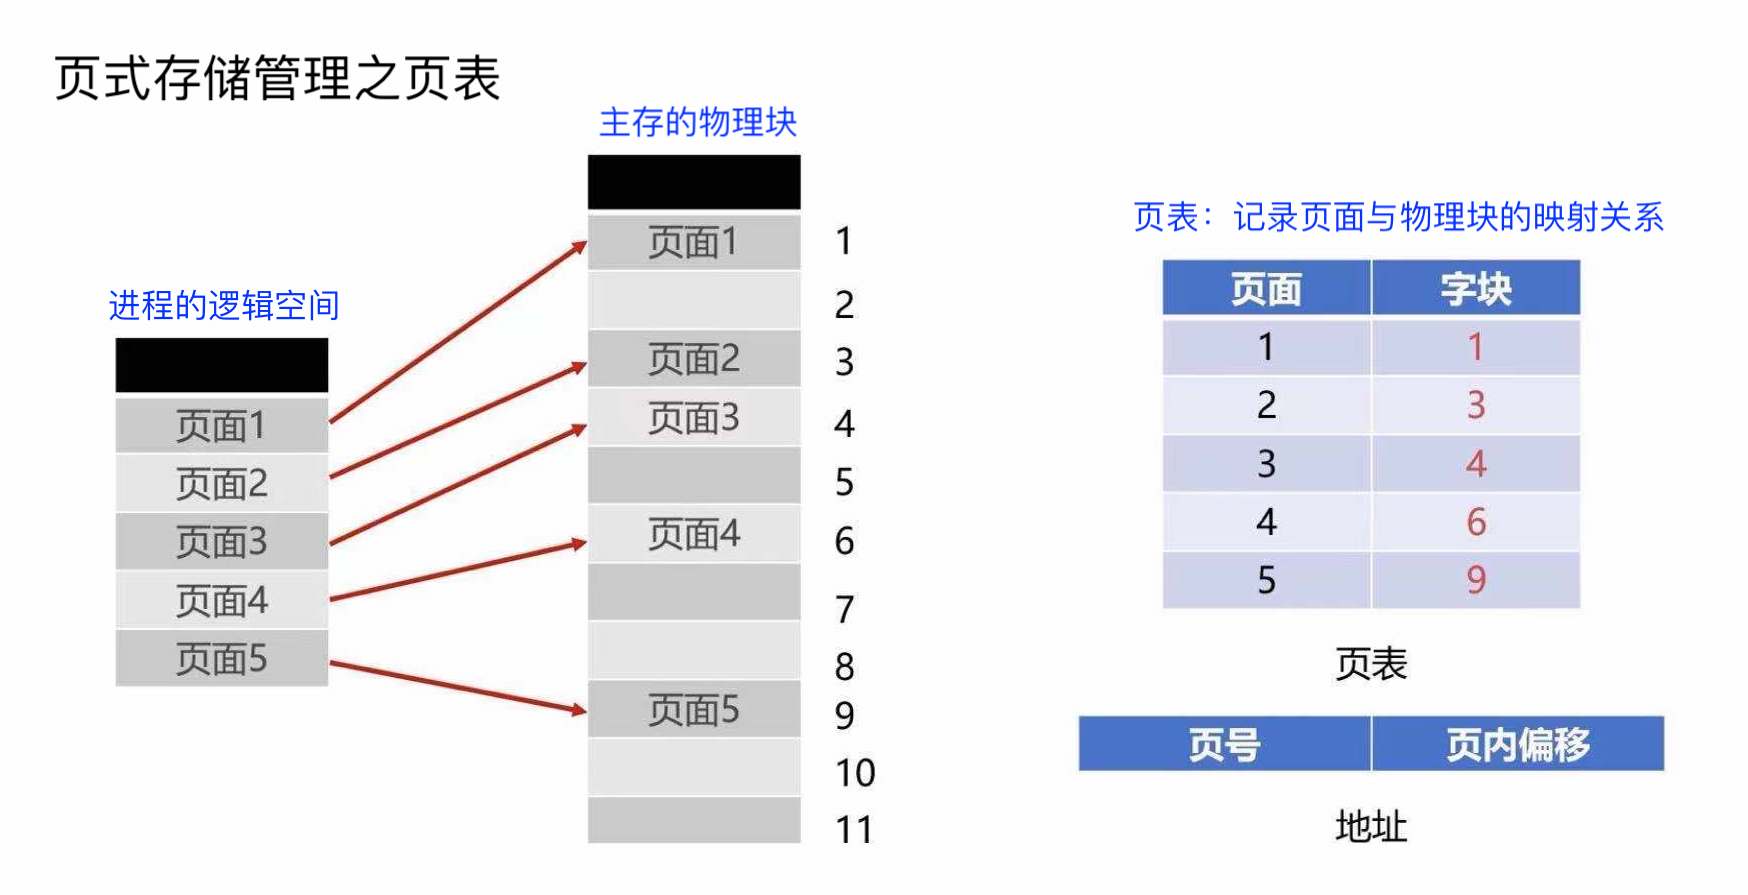 页式存储管理之页表
主存的物理块
进程的逻辑空间
页面1
页面2
页面3
页面4
页面5
页面1 1
2
页面2 3
页面3 4
5
页面4 6
7
8
页面5 9
10
11
页表：记录页面与物理块的映射关系
页面 字块
1 1
2 3
3 4
4 6
5 9
页表
页号 页内偏移
地址